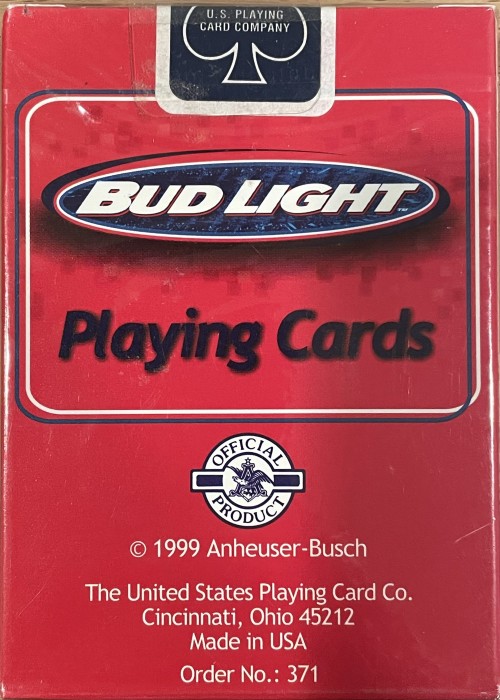 U.S. PLAYING
CARD COMPANY
BUD LIGHT™
Playing Cards
OFFICIAL
PRODUCT
© 1999 Anheuser-Busch
The United States Playing Card Co.
Cincinnati, Ohio 45212
Made in USA
Order No.: 371